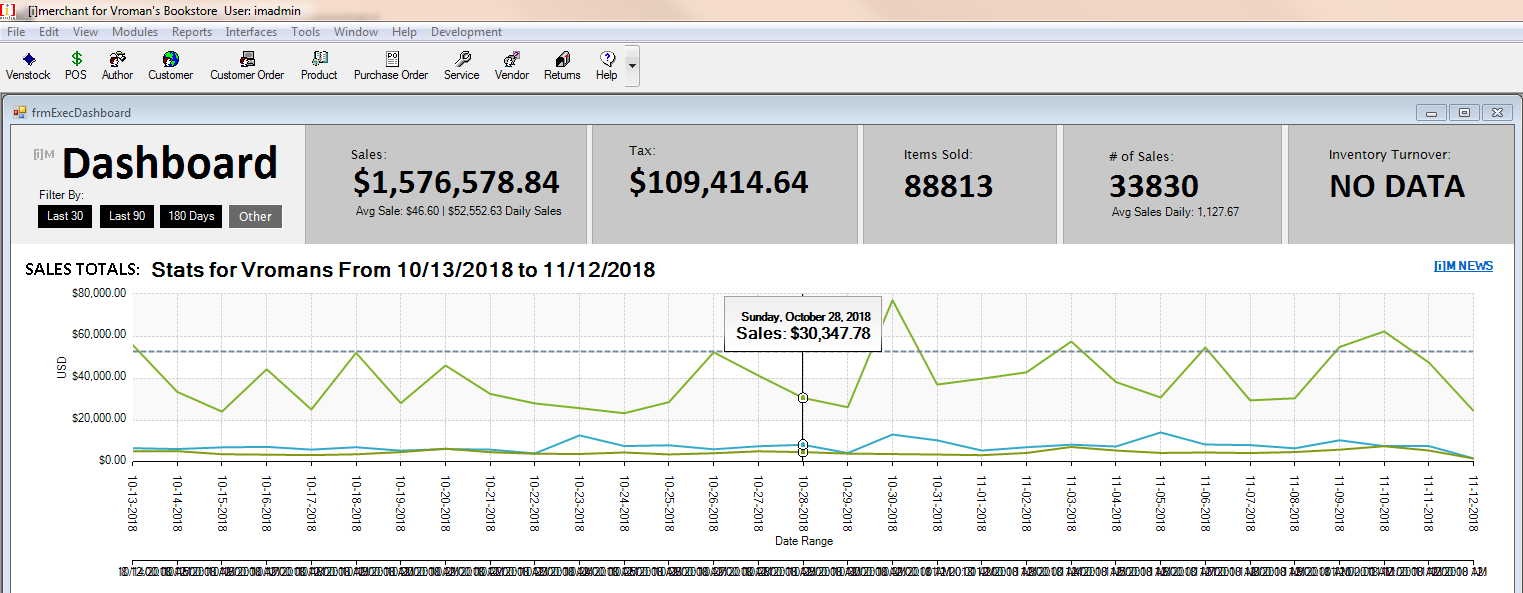 [i] [i]merchant for Vroman's Bookstore User: imadmin
File Edit View Modules Reports Interfaces Tools Window Help Development
Venstock POS Author Customer Customer Order Product Purchase Order Service Vendor Returns Help
frmExecDashboard
[i]M Dashboard
Filter By:
Last 30 Last 90 180 Days Other
Sales:
$1,576,578.84
Avg Sale: $46.60 | $52,552.63 Daily Sales
Tax:
$109,414.64
Items Sold:
88813
# of Sales:
33830
Avg Sales Daily: 1,127.67
Inventory Turnover:
NO DATA
SALES TOTALS: Stats for Vromans From 10/13/2018 to 11/12/2018
[i]M NEWS
$80,000.00
$60,000.00
$40,000.00
$20,000.00
$0.00
USD
Sunday, October 28, 2018
Sales: $30,347.78
10-13-2018
10-14-2018
10-15-2018
10-16-2018
10-17-2018
10-18-2018
10-19-2018
10-20-2018
10-21-2018
10-22-2018
10-23-2018
10-24-2018
10-25-2018
10-26-2018
10-27-2018
10-28-2018
10-29-2018
10-30-2018
10-31-2018
11-01-2018
11-02-2018
11-03-2018
11-04-2018
11-05-2018
11-06-2018
11-07-2018
11-08-2018
11-09-2018
11-10-2018
11-11-2018
11-12-2018
Date Range